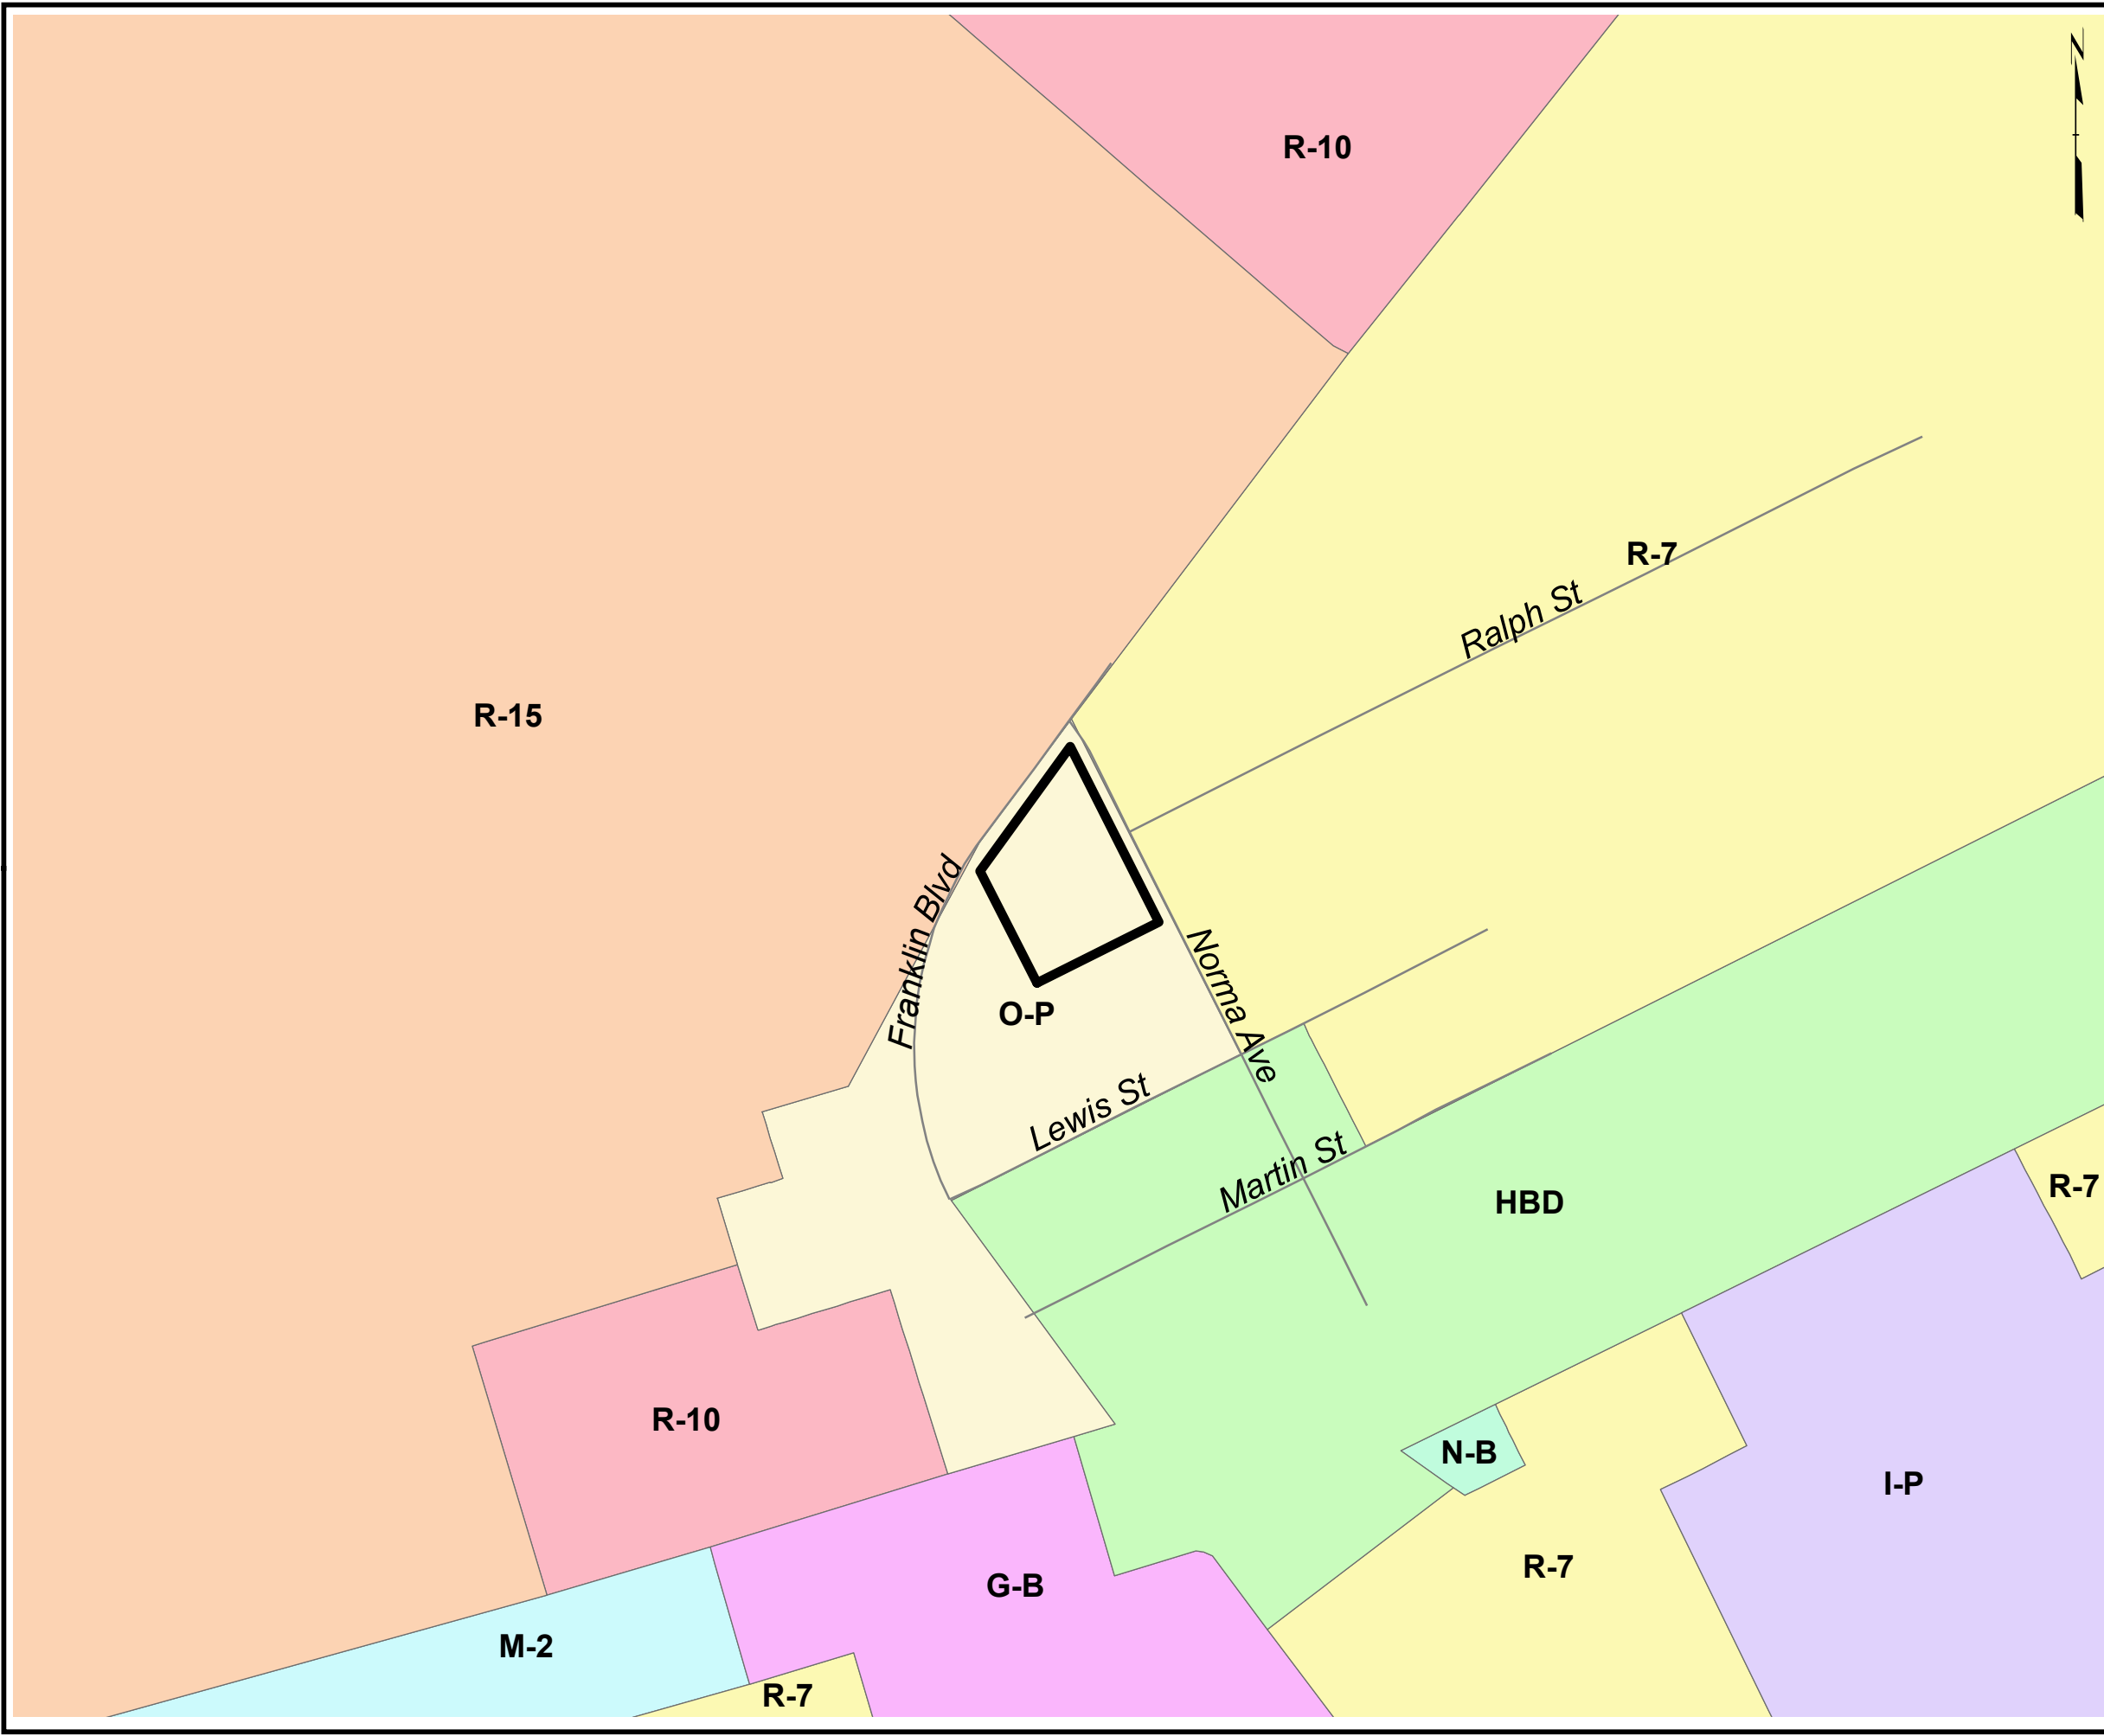 N
R-10
R-7
Ralph St
R-15
Franklin Blvd
Norma Ave
O-P
Lewis St
Martin St
R-7
HBD
R-10
N-B
I-P
R-7
G-B
M-2
R-7